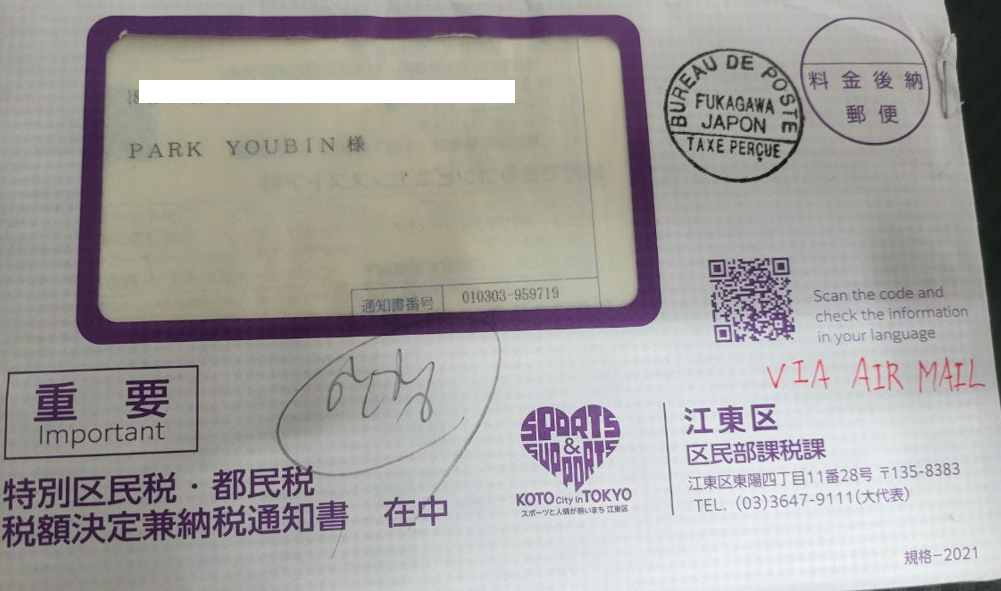 PARK YOUBIN様
通知書番号 010303-959719
BUREAU DE POSTE
FUKAGAWA
JAPON
TAXE PERÇUE
料金後納
郵便
Scan the code and
check the information
in your language
VIA AIR MAIL
重要
Important
特別区民税・都民税
税額決定兼納税通知書 在中
SPORTS
&
SUPPORTS
KOTO City in TOKYO
スポーツと人情が熱いまち 江東区
江東区
区民部課税課
江東区東陽四丁目11番28号 〒135-8383
TEL. (03)3647-9111(大代表)
規格-2021